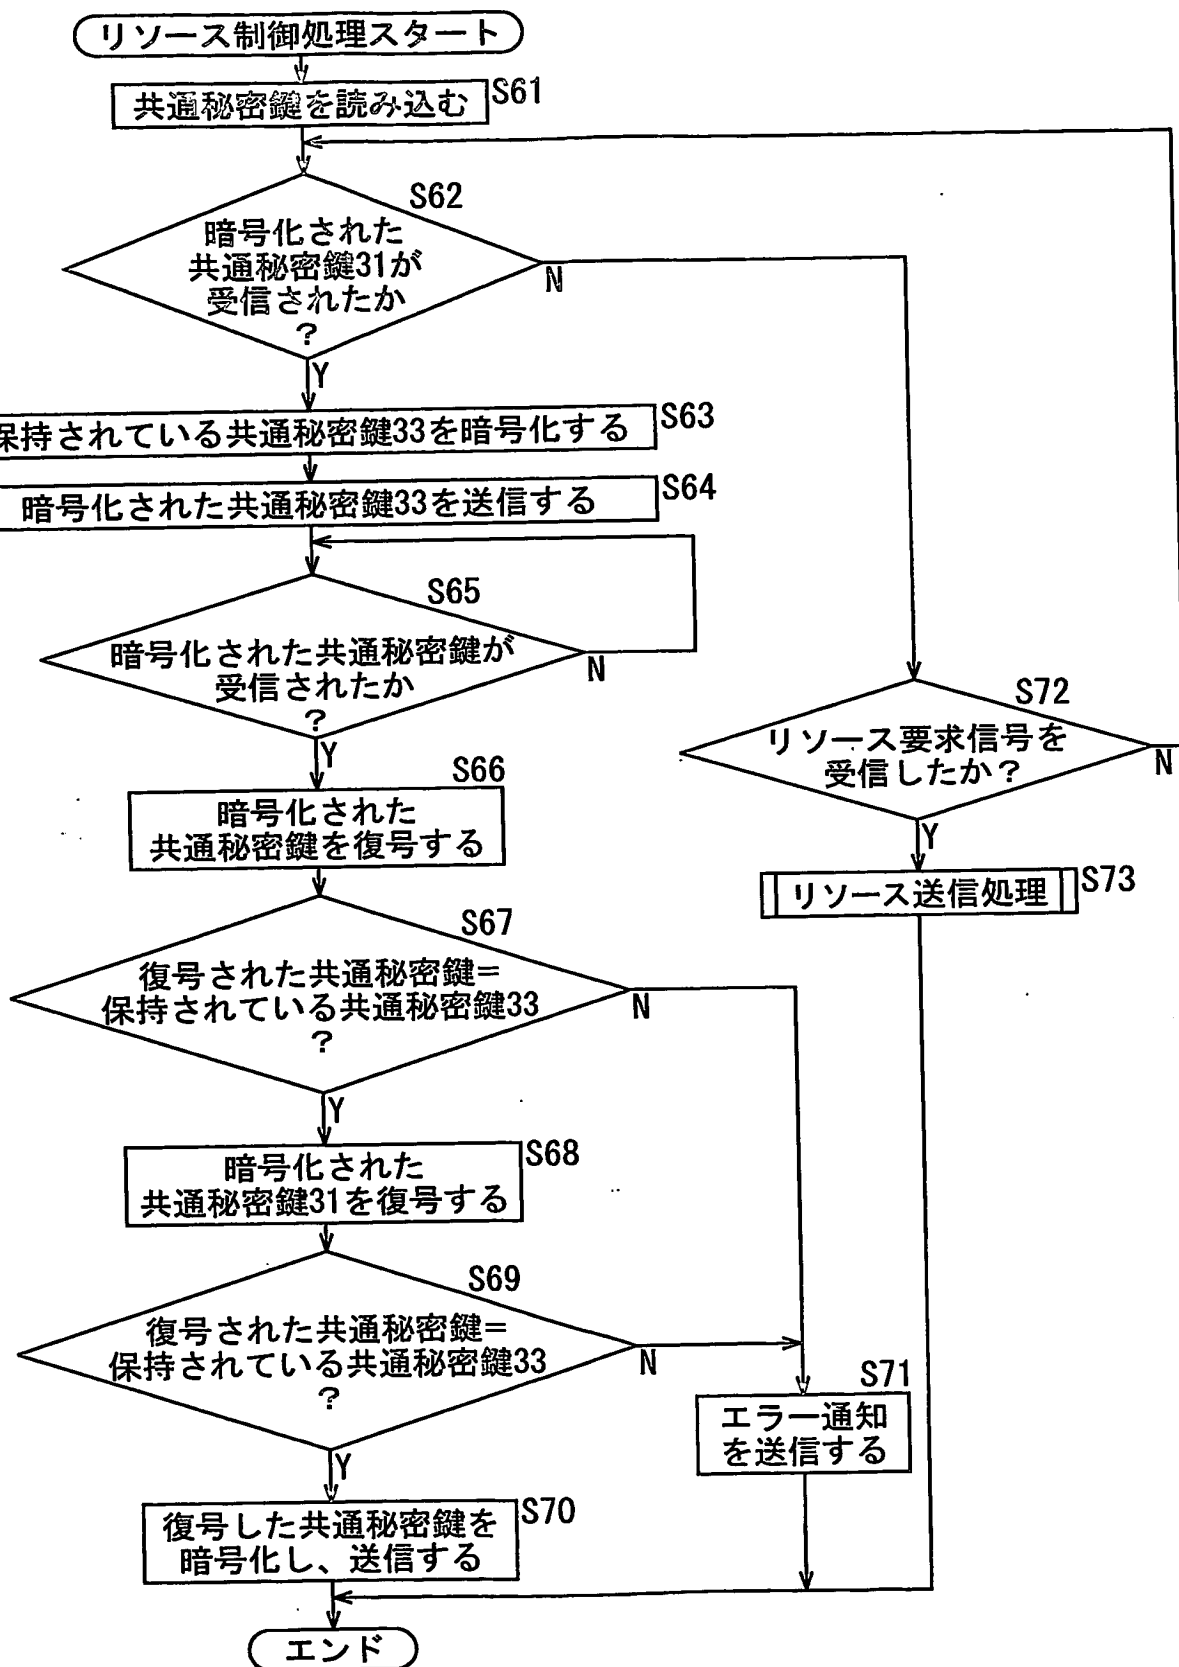 リソース制御処理スタート
共通秘密鍵を読み込む
S61
S62
暗号化された
共通秘密鍵31が
受信されたか
?
N
Y
保持されている共通秘密鍵33を暗号化する
S63
暗号化された共通秘密鍵33を送信する
S64
S65
暗号化された共通秘密鍵が
受信されたか
?
N
Y
S72
リソース要求信号を
受信したか?
N
Y
リソース送信処理
S73
S66
暗号化された
共通秘密鍵を復号する
S67
復号された共通秘密鍵=
保持されている共通秘密鍵33
?
N
Y
S68
暗号化された
共通秘密鍵31を復号する
S69
復号された共通秘密鍵=
保持されている共通秘密鍵33
?
N
Y
S71
エラー通知
を送信する
S70
復号した共通秘密鍵を
暗号化し、送信する
エンド